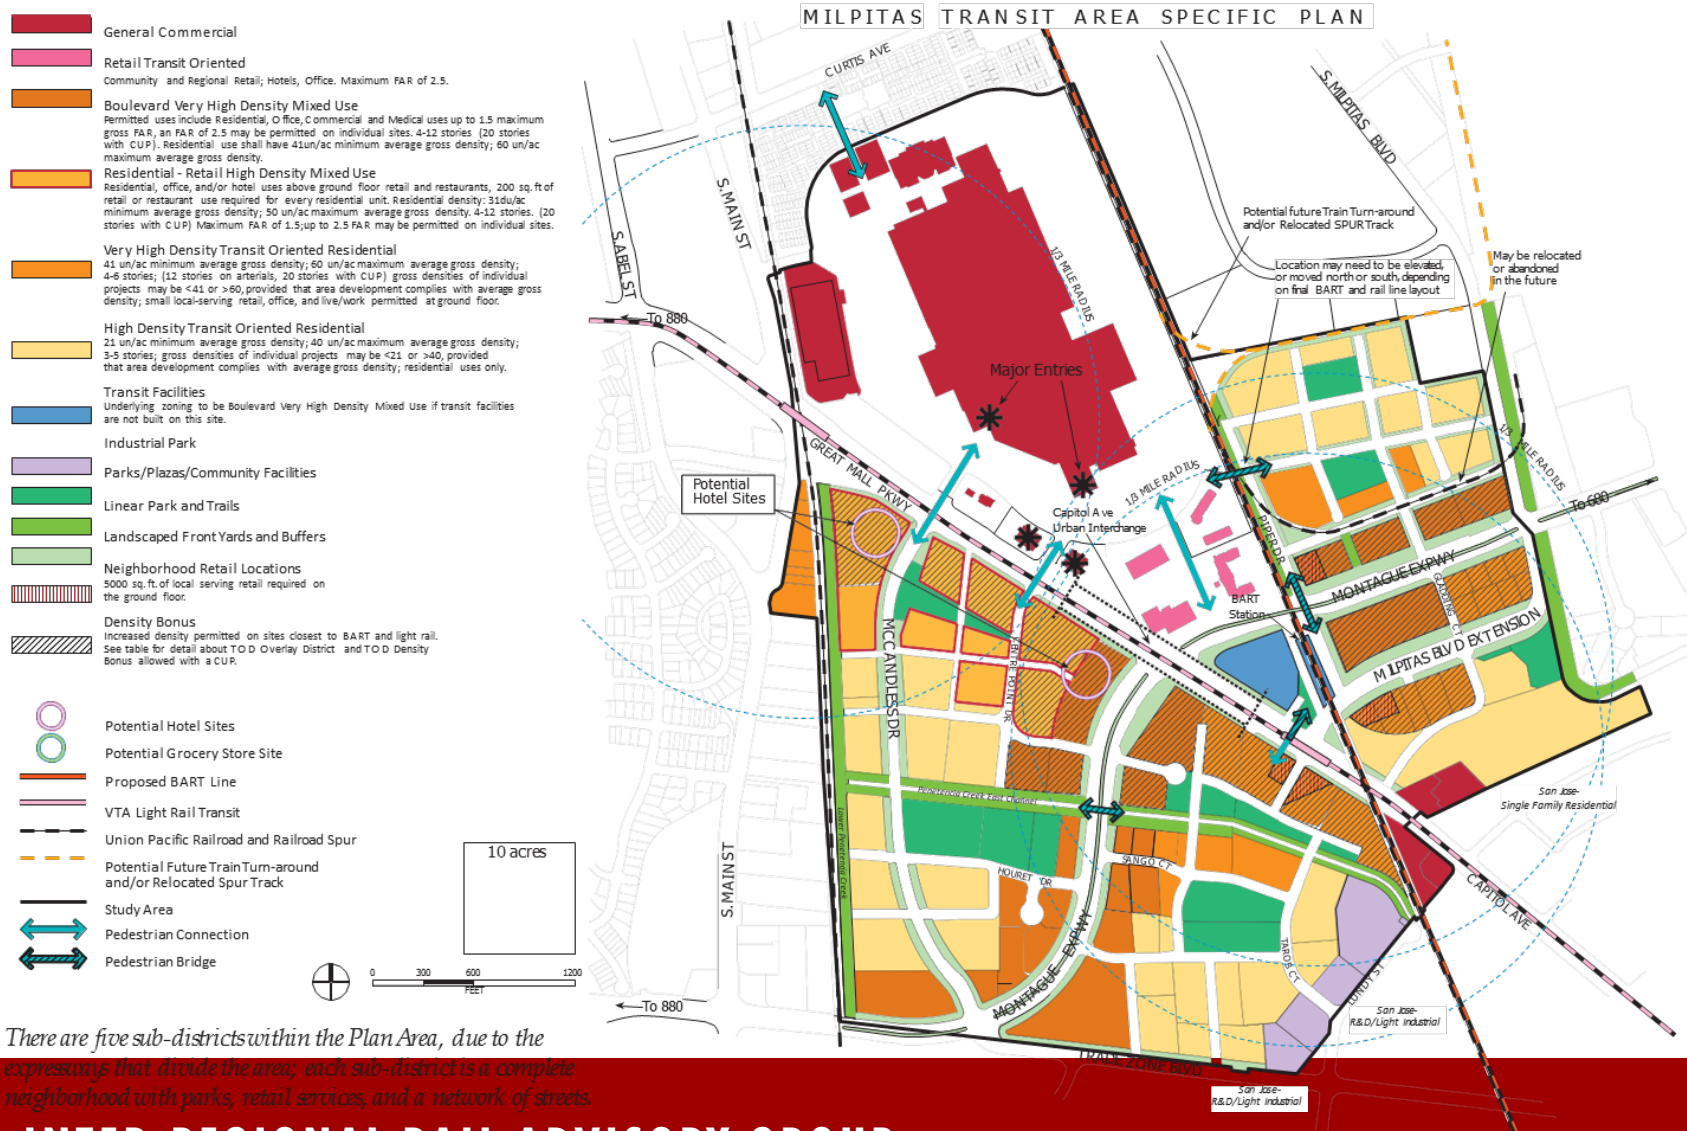 MILPITAS TRANSIT AREA SPECIFIC PLAN
General Commercial
Retail Transit Oriented
Community and Regional Retail; Hotels, Office. Maximum FAR of 2.5.
Boulevard Very High Density Mixed Use
Permitted uses include Residential, Office, Commercial and Medical uses up to 1.5 maximum
gross FAR, an FAR of 2.5 may be permitted on individual sites. 4-12 stories (20 stories
with CUP). Residential use shall have 41un/ac minimum average gross density; 60 un/ac
maximum average gross density.
Residential - Retail High Density Mixed Use
Residential, office, and/or hotel uses above ground floor retail and restaurants, 200 sq. ft of
retail or restaurant use required for every residential unit. Residential density: 31du/ac
minimum average gross density; 50 un/ac maximum average gross density. 4-12 stories. (20
stories with CUP) Maximum FAR of 1.5;up to 2.5 FAR may be permitted on individual sites.
Very High Density Transit Oriented Residential
41 un/ac minimum average gross density; 60 un/ac maximum average gross density;
4-6 stories; (12 stories on arterials, 20 stories with CUP) gross densities of individual
projects may be <41 or >60, provided that area development complies with average gross
density; small local-serving retail, office, and live/work permitted at ground floor.
High Density Transit Oriented Residential
21 un/ac minimum average gross density; 40 un/ac maximum average gross density;
3-5 stories; gross densities of individual projects may be <21 or >40, provided
that area development complies with average gross density; residential uses only.
Transit Facilities
Underlying zoning to be Boulevard Very High Density Mixed Use if transit facilities
are not built on this site.
Industrial Park
Parks/Plazas/Community Facilities
Linear Park and Trails
Landscaped Front Yards and Buffers
Neighborhood Retail Locations
5000 sq. ft. of local serving retail required on
the ground floor.
Density Bonus
Increased density permitted on sites closest to BART and light rail.
See table for detail about TOD Overlay District and TOD Density
Bonus allowed with a CUP.
Potential Hotel Sites
Potential Grocery Store Site
Proposed BART Line
VTA Light Rail Transit
Union Pacific Railroad and Railroad Spur
Potential Future Train Turn-around
and/or Relocated Spur Track
Study Area
Pedestrian Connection
Pedestrian Bridge
10 acres
0 300 600 1200
FEET
There are five sub-districts within the Plan Area, due to the
expressways that divide the area; each sub-district is a complete
neighborhood with parks, retail services, and a network of streets.
INTER-REGIONAL RAIL ADVISORY GROUP
CURTIS AVE
S. MILPITAS BLVD
S. MAIN ST
S. ABEL ST
To 880
1/3 MILE RADIUS
Potential future Train Turn-around
and/or Relocated SPUR Track
Location may need to be elevated,
or moved north or south, depending
on final BART and rail line layout
May be relocated
or abandoned
in the future
Major Entries
GREAT MALL PKWY
Potential
Hotel Sites
1/3 MILE RADIUS
1/3 MILE RADIUS
Capitol Ave
Urban Interchange
To 680
PIPER DR
MONTAGUE EXPWY
GLADDING CT
BART
Station
MILPITAS BLVD EXTENSION
MCCANDLESS DR
CENTRE POINT DR
Penetencia Creek East Channel
Lower Penetencia Creek
San Jose-
Single Family Residential
S. MAIN ST
SANGO CT
HOURET DR
CAPITOL AVE
MONTAGUE EXPWY
TAROB CT
LUNDY ST
To 880
San Jose-
R&D/Light Industrial
TRADE ZONE BLVD
San Jose-
R&D/Light Industrial